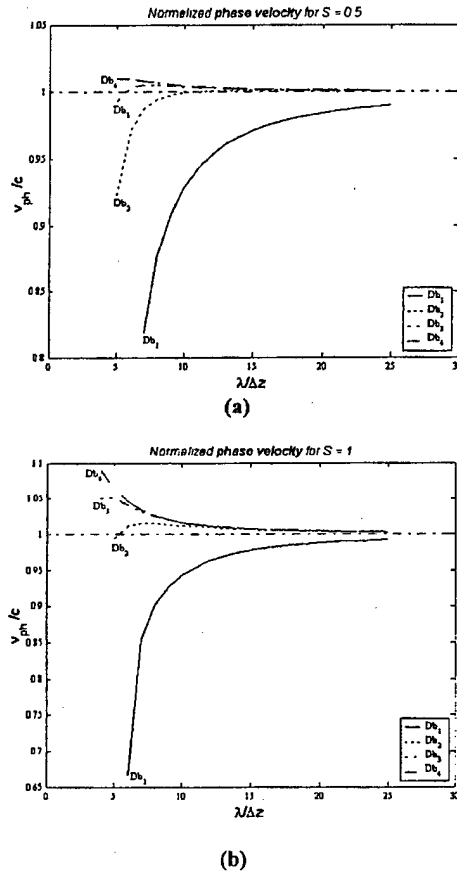 Normalized phase velocity for S = 0.5
1.05
1
0.95
0.9
0.85
0.8
v_ph /c
Db4
Db3
Db2
Db1
Db1
Db2
Db3
Db4
0 5 10 15 20 25 30
λ/Δz
(a)
Normalized phase velocity for S = 1
1.1
1.05
1
0.95
0.9
0.85
0.8
0.75
0.7
0.65
v_ph /c
Db4
Db3
Db2
Db1
Db1
Db2
Db3
Db4
0 5 10 15 20 25 30
λ/Δz
(b)